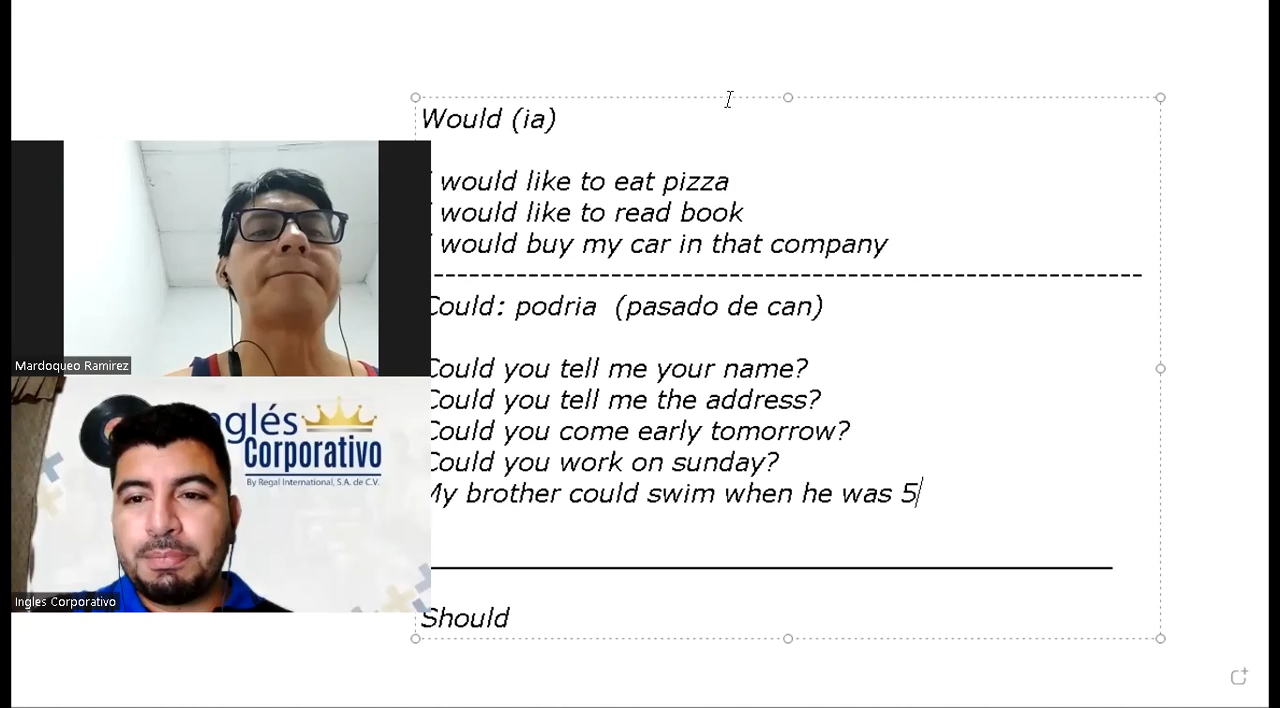 Would (ia)
would like to eat pizza
would like to read book
would buy my car in that company
-----------------------------------------------------------
Could: podria (pasado de can)
Could you tell me your name?
Could you tell me the address?
Could you come early tomorrow?
Could you work on sunday?
My brother could swim when he was 5
Should
Mardoqueo Ramirez
Inglés
Corporativo
By Regal International, S.A. de C.V.
Ingles Corporativo